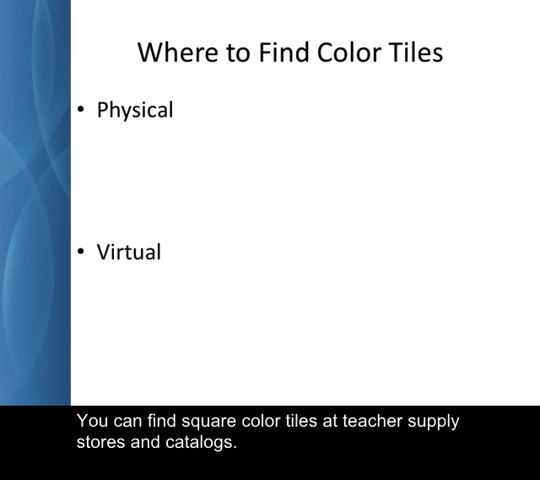 Where to Find Color Tiles
• Physical
• Virtual
You can find square color tiles at teacher supply
stores and catalogs.